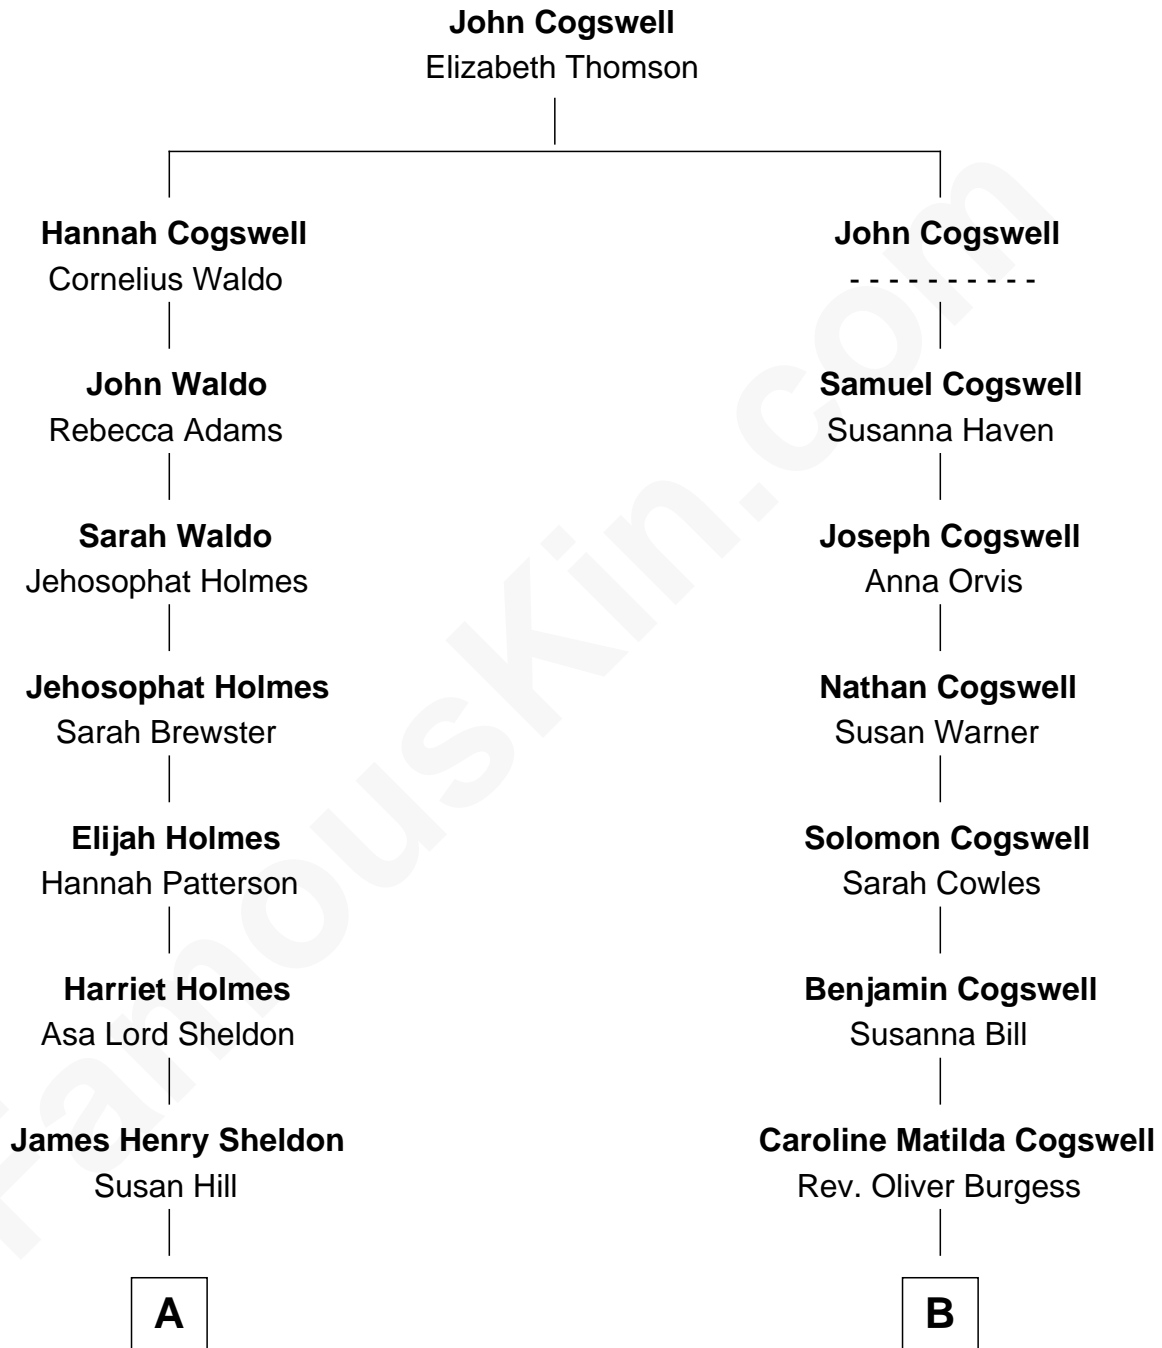 John Cogswell
Elizabeth Thomson
Hannah Cogswell
Cornelius Waldo
John Waldo
Rebecca Adams
Sarah Waldo
Jehosophat Holmes
Jehosophat Holmes
Sarah Brewster
Elijah Holmes
Hannah Patterson
Harriet Holmes
Asa Lord Sheldon
James Henry Sheldon
Susan Hill
A
John Cogswell
- - - - - - - - - -
Samuel Cogswell
Susanna Haven
Joseph Cogswell
Anna Orvis
Nathan Cogswell
Susan Warner
Solomon Cogswell
Sarah Cowles
Benjamin Cogswell
Susanna Bill
Caroline Matilda Cogswell
Rev. Oliver Burgess
B
FamousKin.com